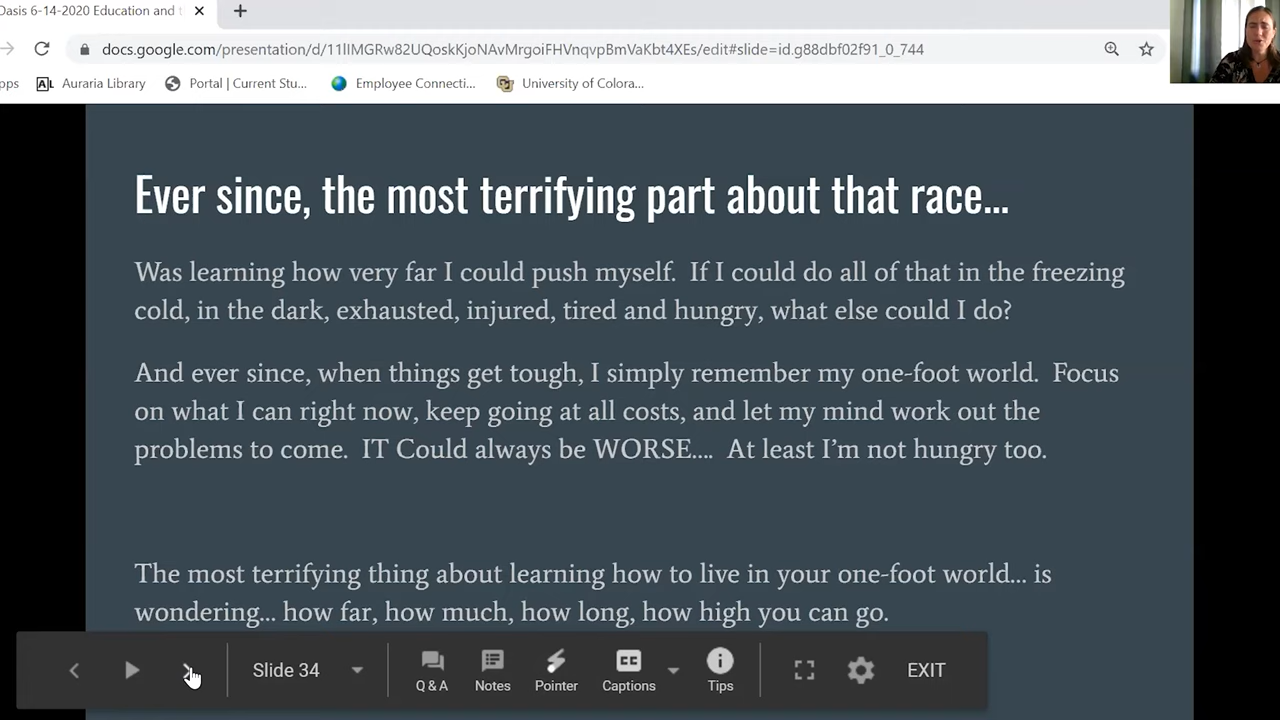 Oasis 6-14-2020 Education and
docs.google.com/presentation/d/11lIMGRw82UQoskKjoNAvMrgoiFHVnqvpBmVaKbt4XEs/edit#slide=id.g88dbf02f91_0_744
pps Auraria Library Portal | Current Stu... Employee Connecti... University of Colora...
Ever since, the most terrifying part about that race...
Was learning how very far I could push myself. If I could do all of that in the freezing
cold, in the dark, exhausted, injured, tired and hungry, what else could I do?
And ever since, when things get tough, I simply remember my one-foot world. Focus
on what I can right now, keep going at all costs, and let my mind work out the
problems to come. IT Could always be WORSE.... At least I'm not hungry too.
The most terrifying thing about learning how to live in your one-foot world... is
wondering... how far, how much, how long, how high you can go.
Slide 34 Q & A Notes Pointer CC Captions Tips EXIT